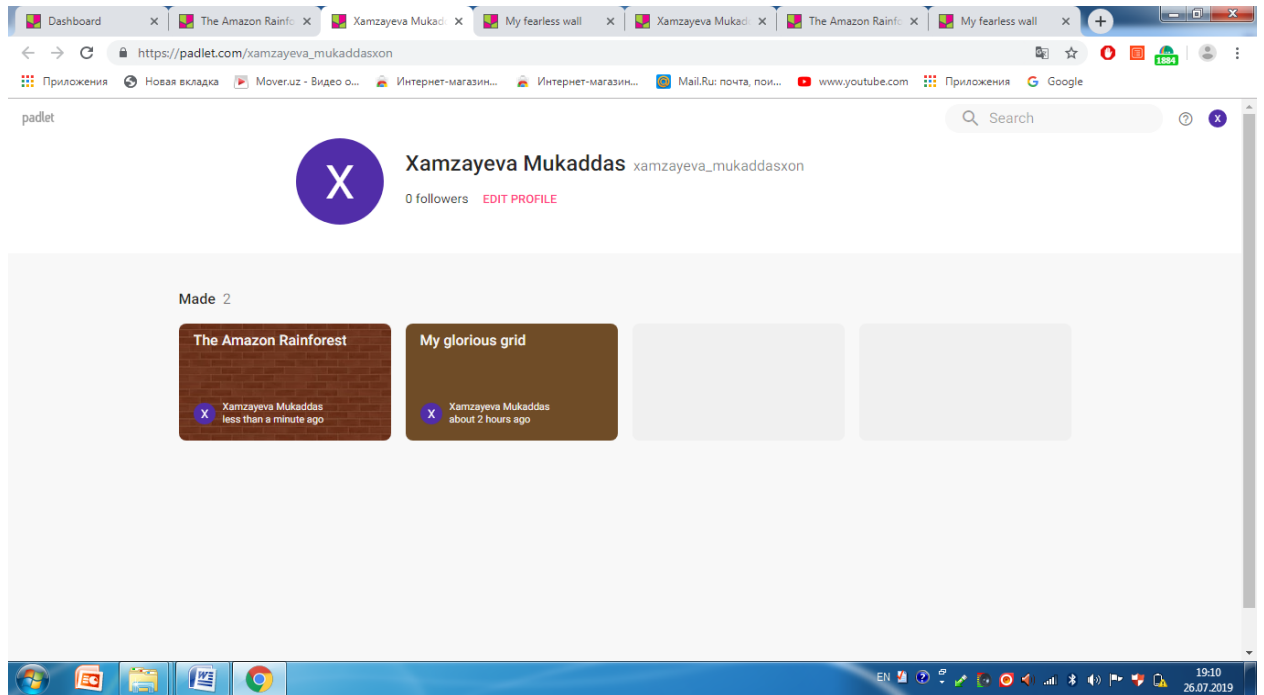 Dashboard
The Amazon Rainfo
Xamzayeva Mukad
My fearless wall
Xamzayeva Mukad
The Amazon Rainfo
My fearless wall
https://padlet.com/xamzayeva_mukaddasxon
1884
Приложения
Новая вкладка
Mover.uz - Видео о...
Интернет-магазин...
Интернет-магазин...
Mail.Ru: почта, пои...
www.youtube.com
Приложения
Google
padlet
Search
X
X
Xamzayeva Mukaddas xamzayeva_mukaddasxon
0 followers EDIT PROFILE
Made 2
The Amazon Rainforest
X
Xamzayeva Mukaddas
less than a minute ago
My glorious grid
X
Xamzayeva Mukaddas
about 2 hours ago
EN
19:10
26.07.2019